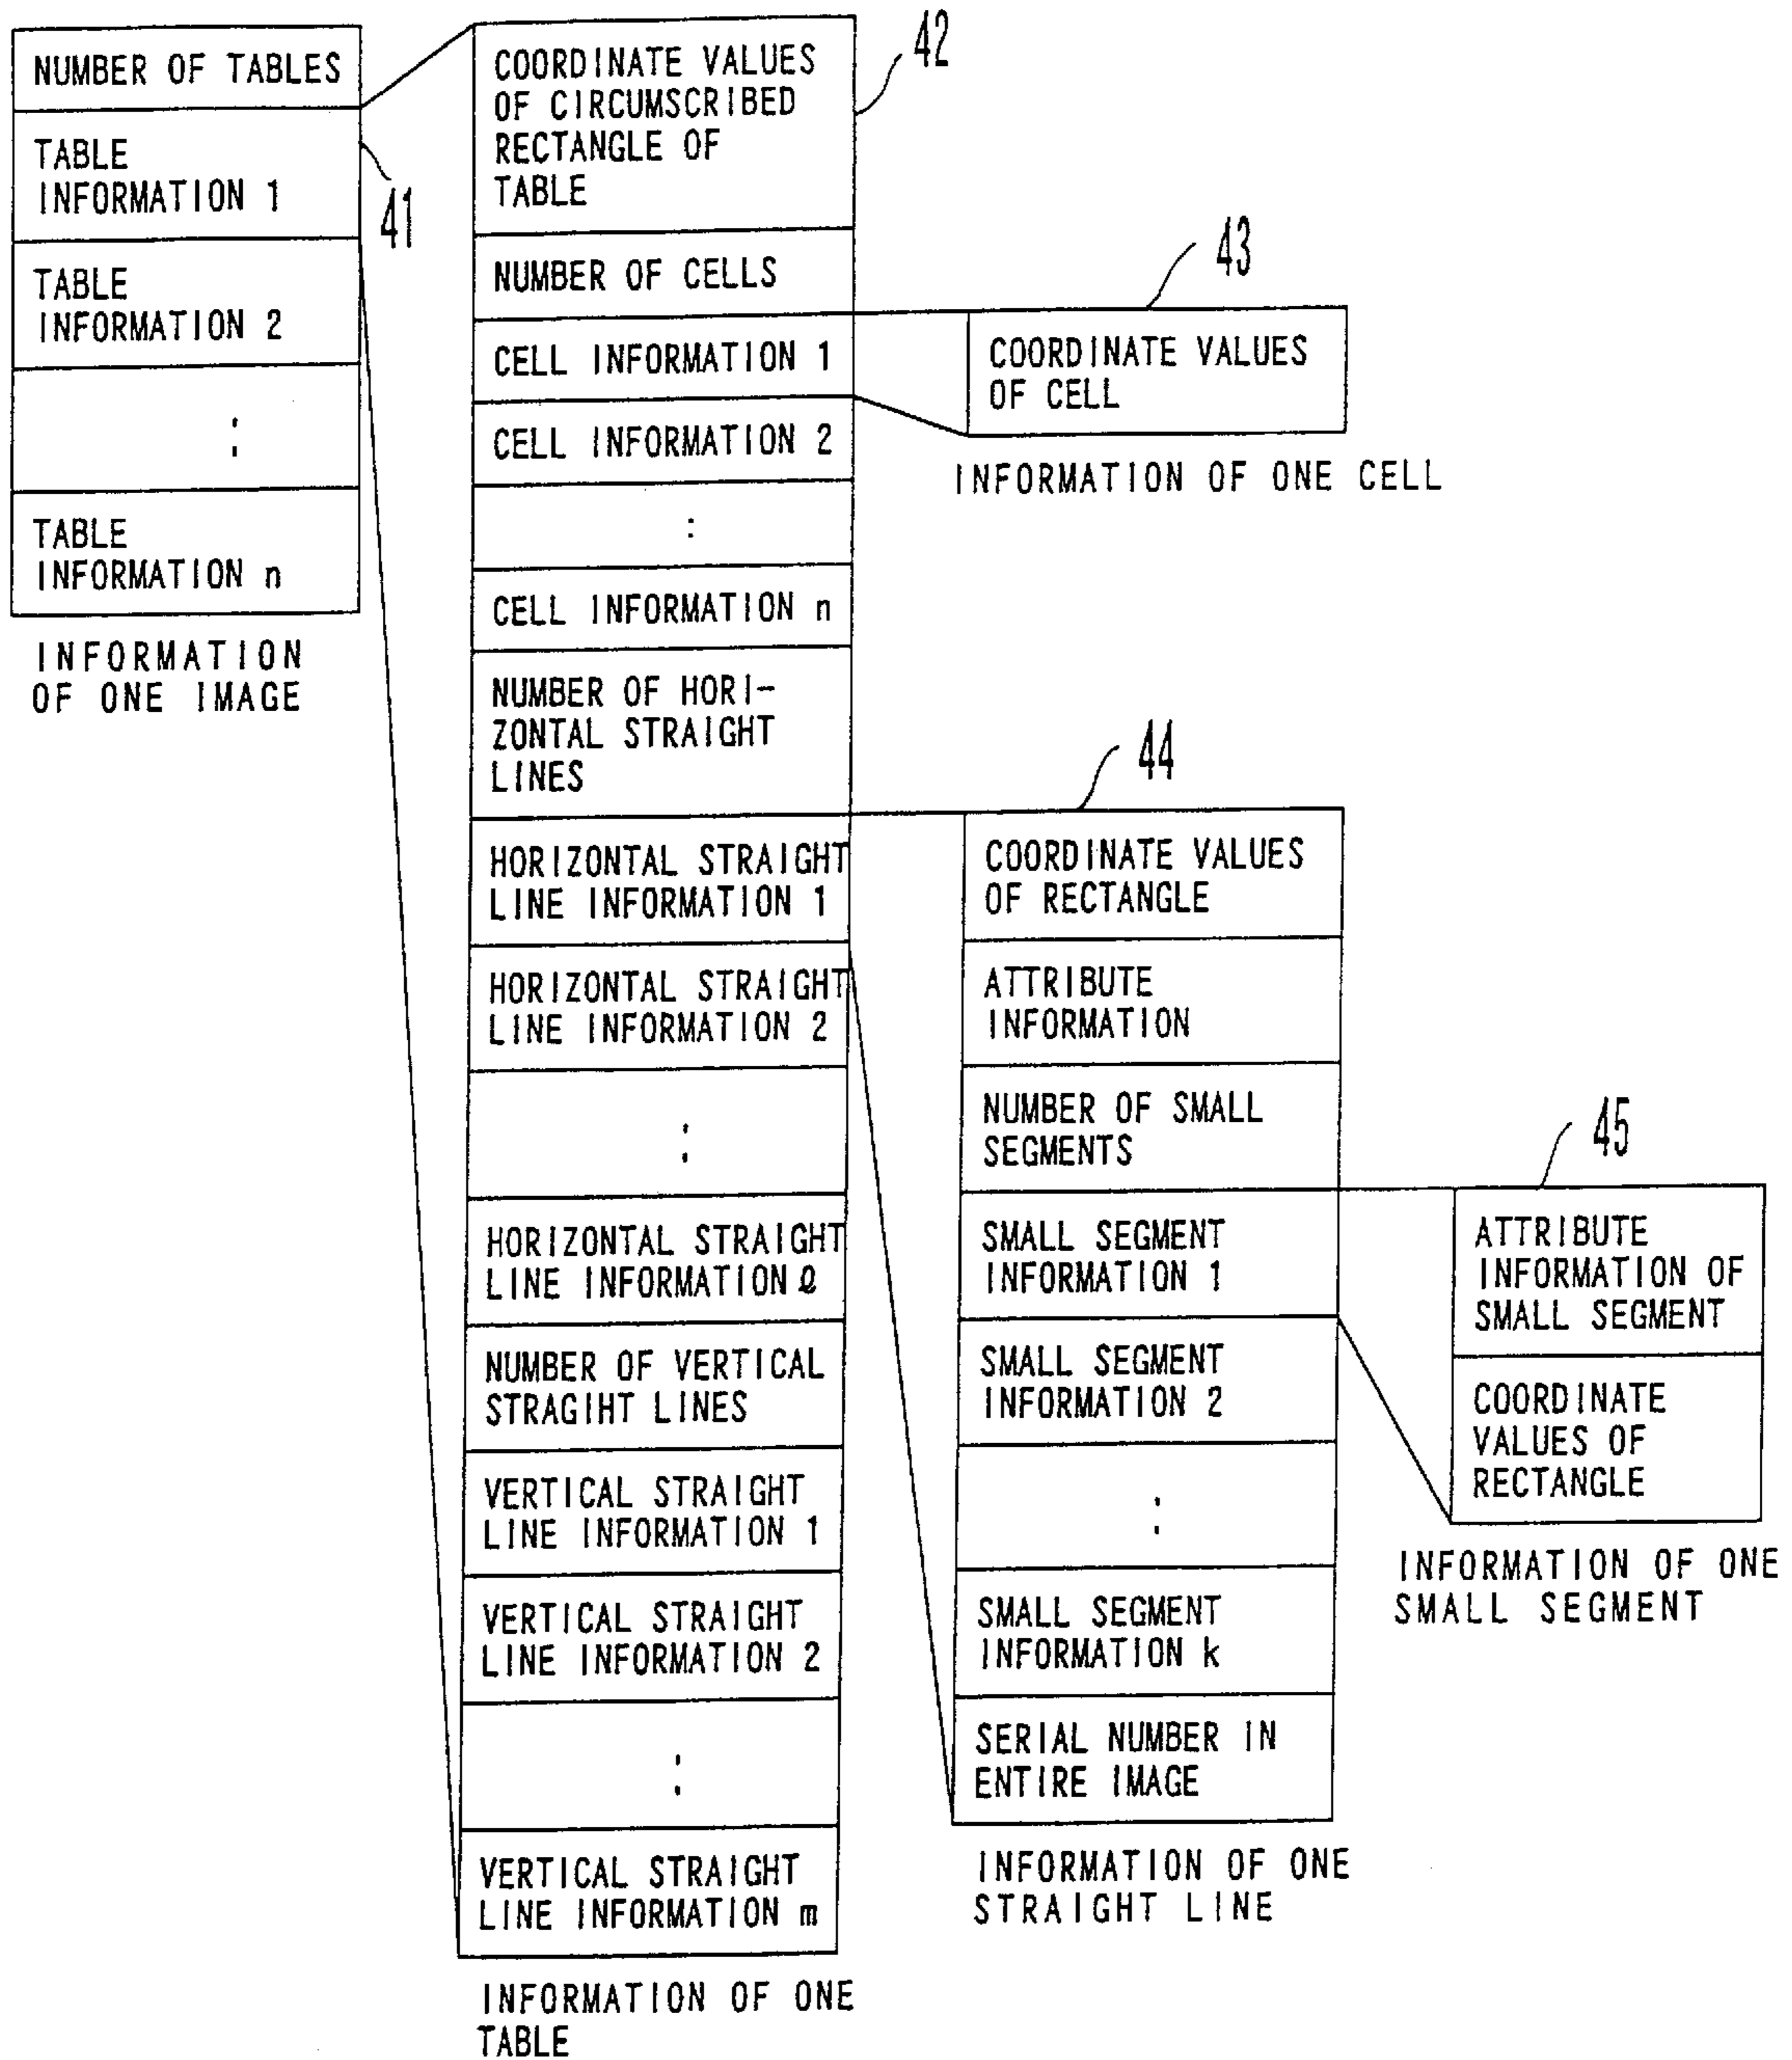 NUMBER OF TABLES
TABLE
INFORMATION 1
TABLE
INFORMATION 2
:
TABLE
INFORMATION n
INFORMATION
OF ONE IMAGE
41
42
COORDINATE VALUES
OF CIRCUMSCRIBED
RECTANGLE OF
TABLE
NUMBER OF CELLS
CELL INFORMATION 1
CELL INFORMATION 2
:
CELL INFORMATION n
NUMBER OF HORI-
ZONTAL STRAIGHT
LINES
HORIZONTAL STRAIGHT
LINE INFORMATION 1
HORIZONTAL STRAIGHT
LINE INFORMATION 2
:
HORIZONTAL STRAIGHT
LINE INFORMATION ℓ
NUMBER OF VERTICAL
STRAGIHT LINES
VERTICAL STRAIGHT
LINE INFORMATION 1
VERTICAL STRAIGHT
LINE INFORMATION 2
:
VERTICAL STRAIGHT
LINE INFORMATION m
INFORMATION OF ONE
TABLE
43
COORDINATE VALUES
OF CELL
INFORMATION OF ONE CELL
44
COORDINATE VALUES
OF RECTANGLE
ATTRIBUTE
INFORMATION
NUMBER OF SMALL
SEGMENTS
SMALL SEGMENT
INFORMATION 1
SMALL SEGMENT
INFORMATION 2
:
SMALL SEGMENT
INFORMATION k
SERIAL NUMBER IN
ENTIRE IMAGE
INFORMATION OF ONE
STRAIGHT LINE
45
ATTRIBUTE
INFORMATION OF
SMALL SEGMENT
COORDINATE
VALUES OF
RECTANGLE
INFORMATION OF ONE
SMALL SEGMENT